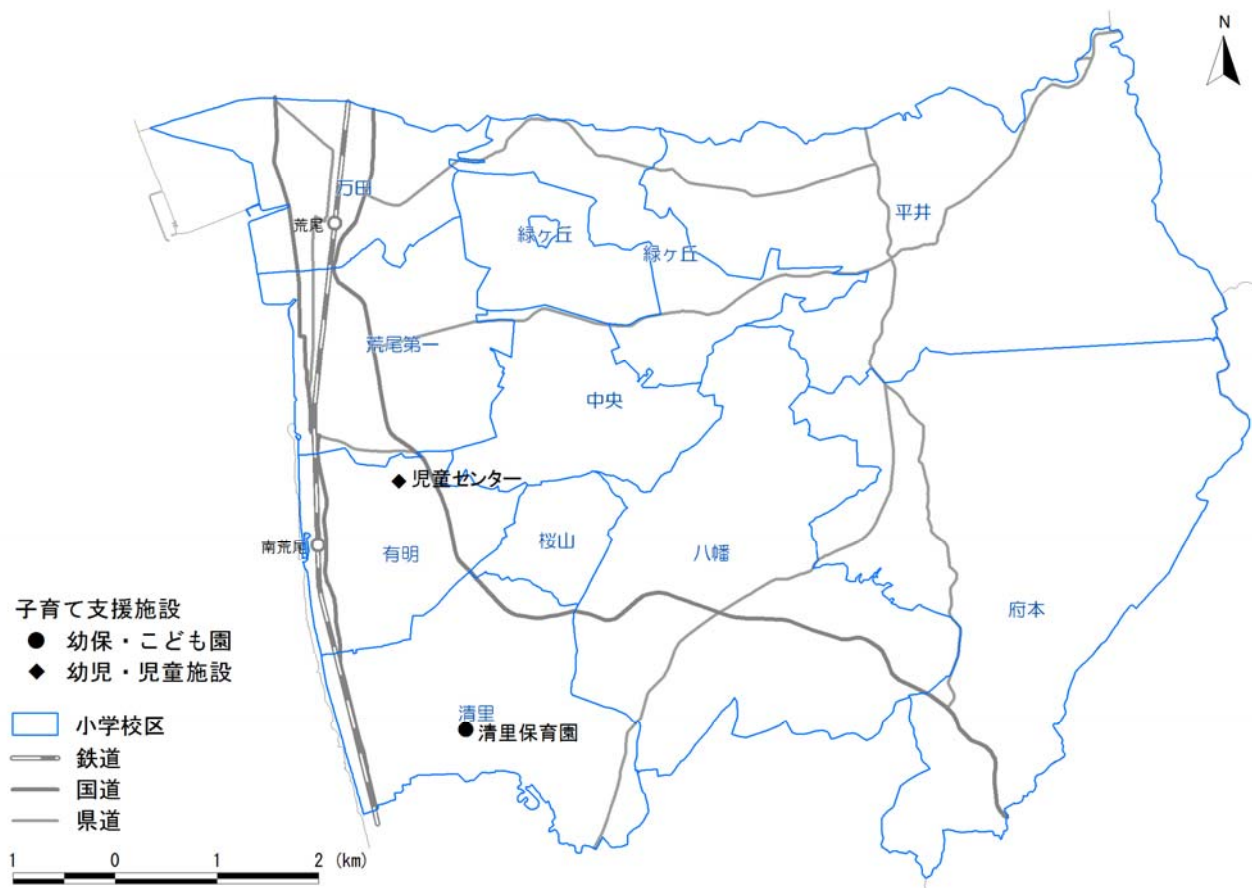 N
万田
荒尾
緑ヶ丘
緑ヶ丘
平井
荒尾第一
中央
児童センター
南荒尾
有明
桜山
八幡
府本
清里
清里保育園
子育て支援施設
幼保・こども園
幼児・児童施設
小学校区
鉄道
国道
県道
1 0 1 2 (km)